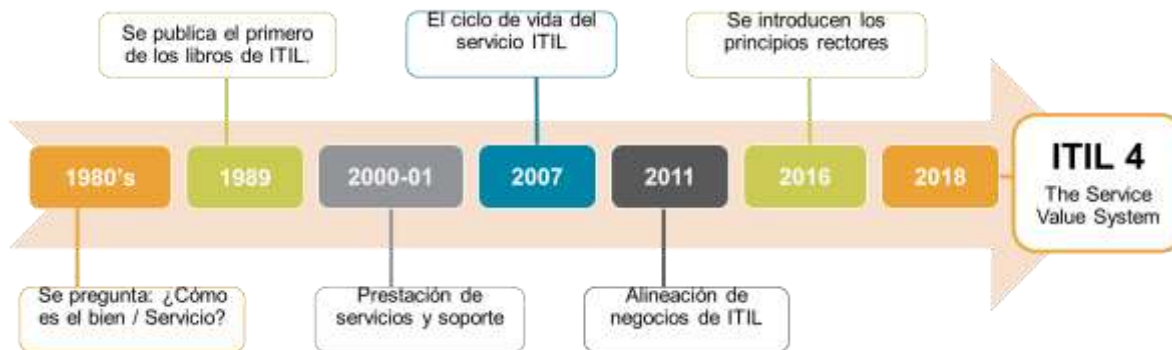 Se publica el primero
de los libros de ITIL.
El ciclo de vida del
servicio ITIL
Se introducen los
principios rectores
1980's
1989
2000-01
2007
2011
2016
2018
ITIL 4
The Service
Value System
Se pregunta: ¿Cómo
es el bien / Servicio?
Prestación de
servicios y soporte
Alineación de
negocios de ITIL